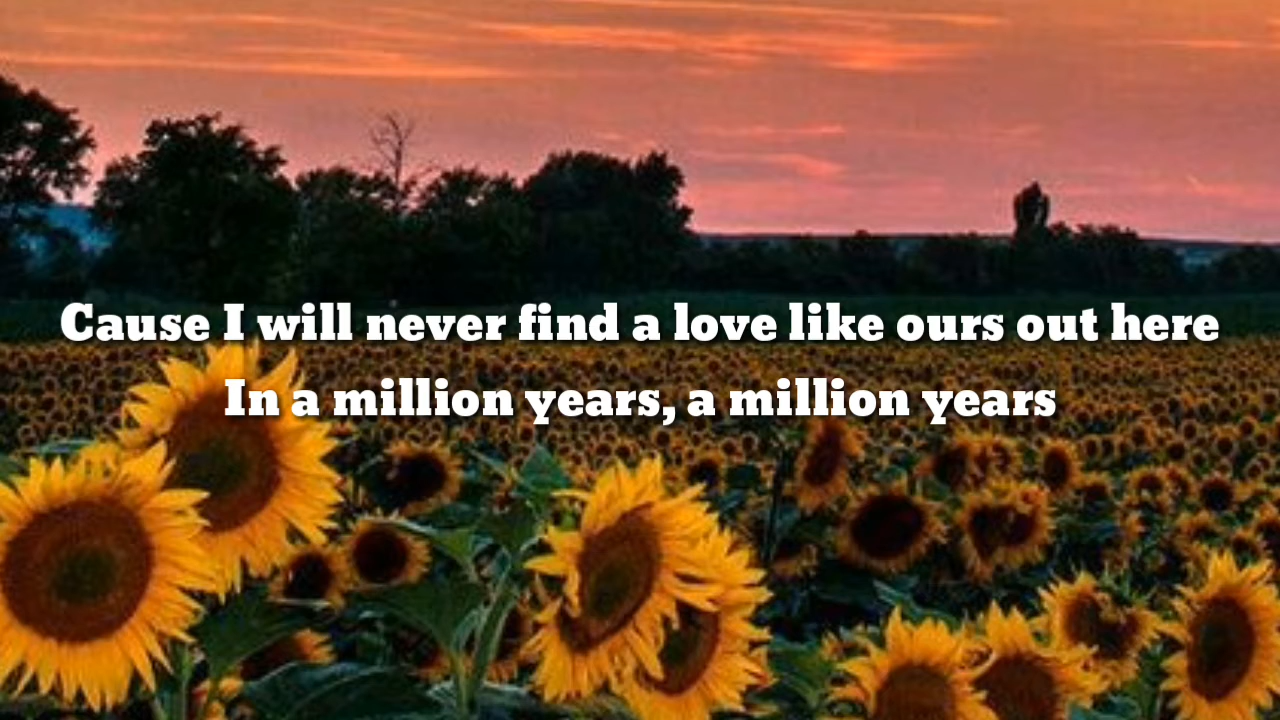 Cause I will never find a love like ours out here
In a million years, a million years